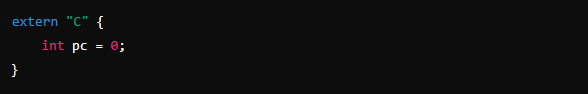 extern "C" {
    int pc = 0;
}